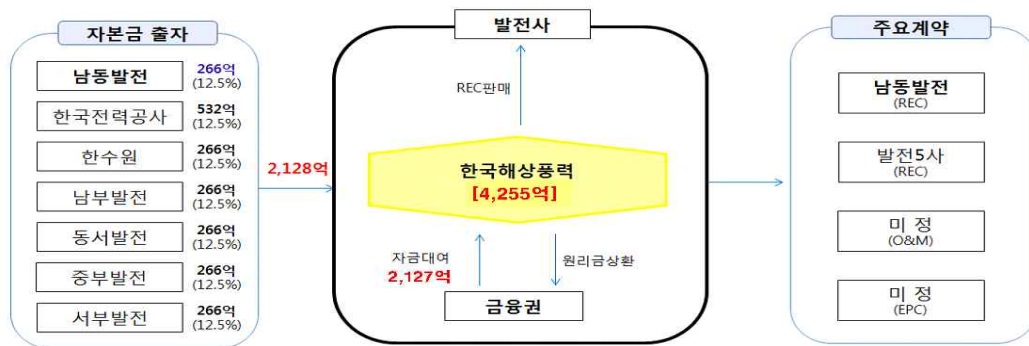 자본금 출자
남동발전
266억
(12.5%)
한국전력공사
532억
(12.5%)
한수원
266억
(12.5%)
남부발전
266억
(12.5%)
동서발전
266억
(12.5%)
중부발전
266억
(12.5%)
서부발전
266억
(12.5%)
2,128억
발전사
REC판매
한국해상풍력
[4,255억]
자금대여
2,127억
원리금상환
금융권
주요계약
남동발전
(REC)
발전5사
(REC)
미 정
(O&M)
미 정
(EPC)